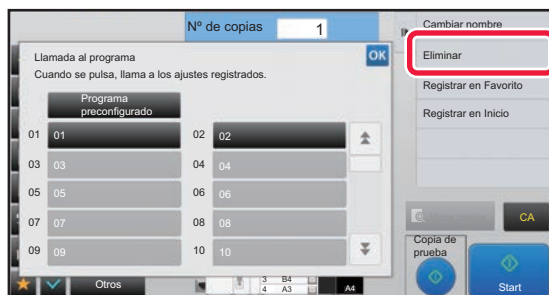 Nº de copias 1
Cambiar nombre
Llamada al programa
OK
Eliminar
Cuando se pulsa, llama a los ajustes registrados.
Registrar en Favorito
Programa
preconfigurado
Registrar en Inicio
01 01
02 02
03 03
04 04
05 05
06 06
07 07
08 08
CA
09 09
10 10
Copia de
prueba
Otros
3 B4
4 A3
A4
Start